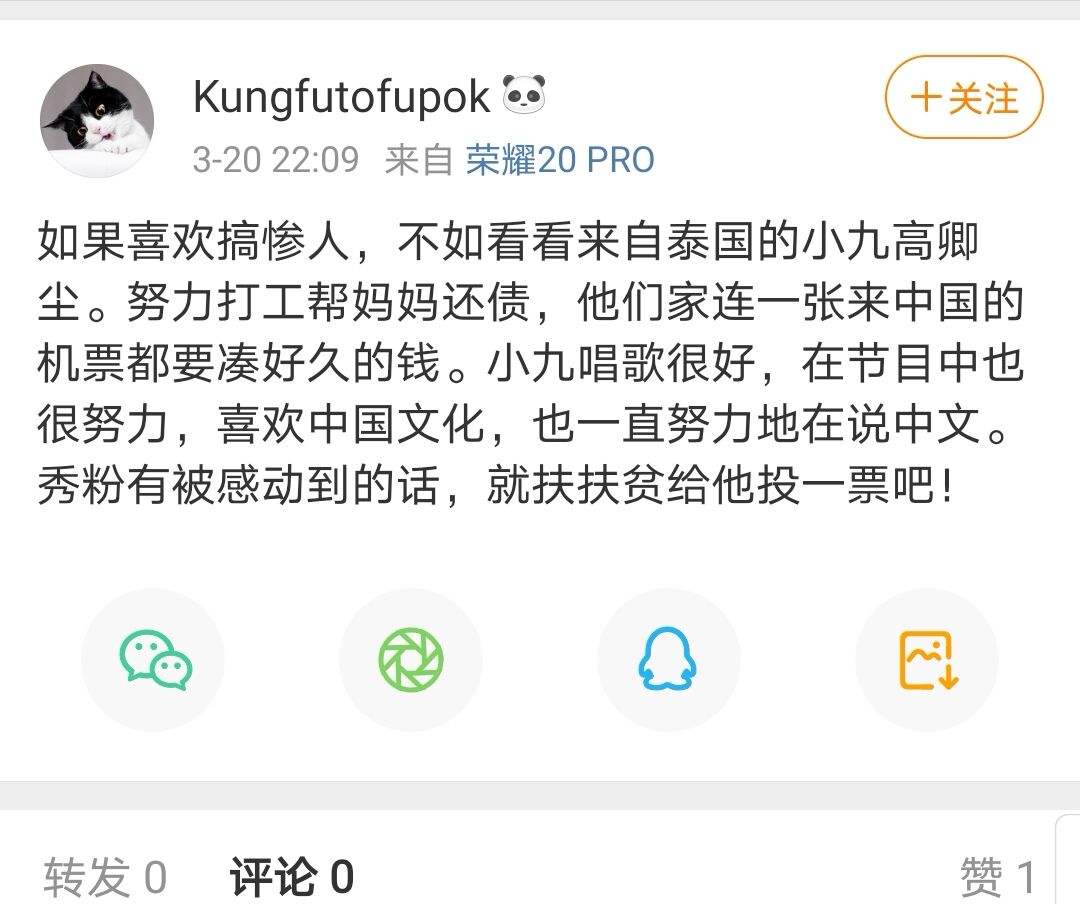 Kungfutofupok🐼
+关注
3-20 22:09 来自 荣耀20 PRO
如果喜欢搞惨人，不如看看来自泰国的小九高卿
尘。努力打工帮妈妈还债，他们家连一张来中国的
机票都要凑好久的钱。小九唱歌很好，在节目中也
很努力，喜欢中国文化，也一直努力地在说中文。
秀粉有被感动到的话，就扶扶贫给他投一票吧！
转发 0 评论 0 赞 1